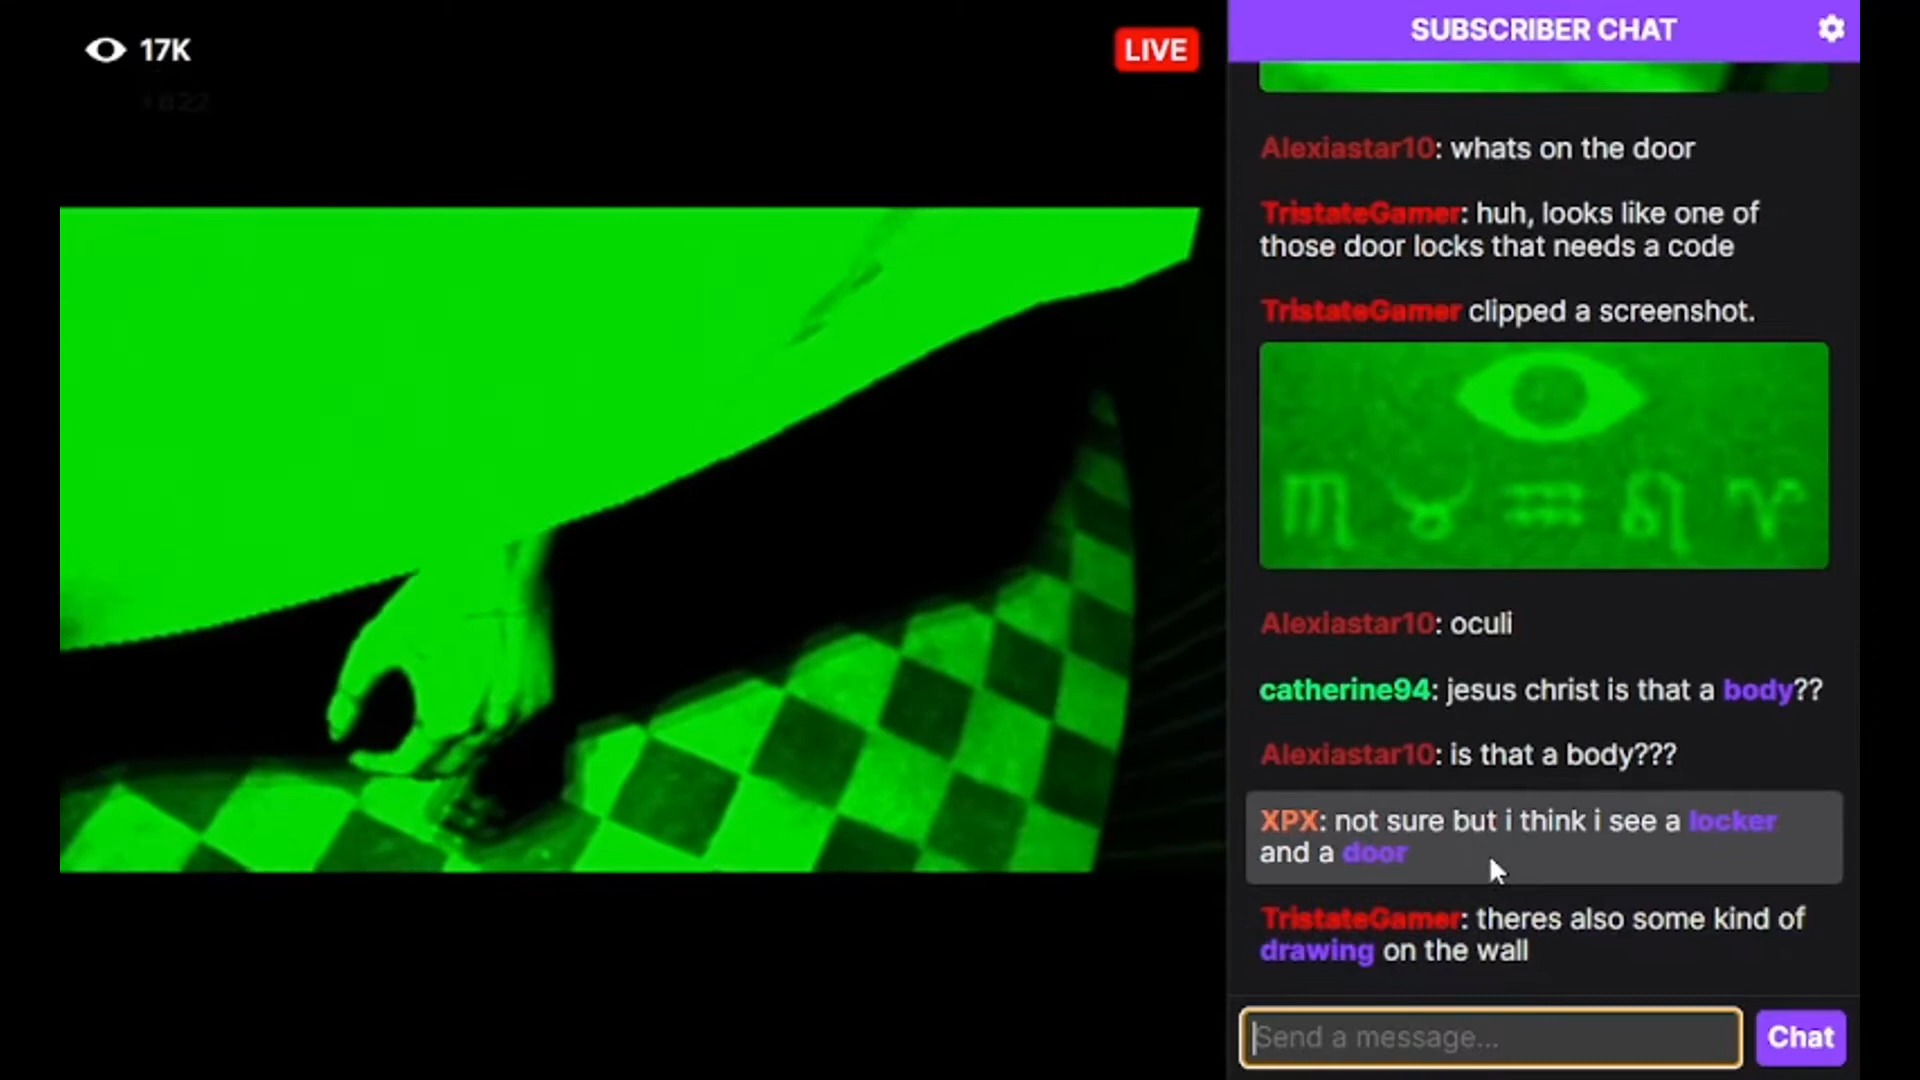 17K
+622
LIVE
SUBSCRIBER CHAT
Alexiastar10: whats on the door
TristateGamer: huh, looks like one of
those door locks that needs a code
TristateGamer clipped a screenshot.
♏ ♉ ♒ ♌ ♈
Alexiastar10: oculi
catherine94: jesus christ is that a body??
Alexiastar10: is that a body???
XPX: not sure but i think i see a locker
and a door
TristateGamer: theres also some kind of
drawing on the wall
Send a message...
Chat